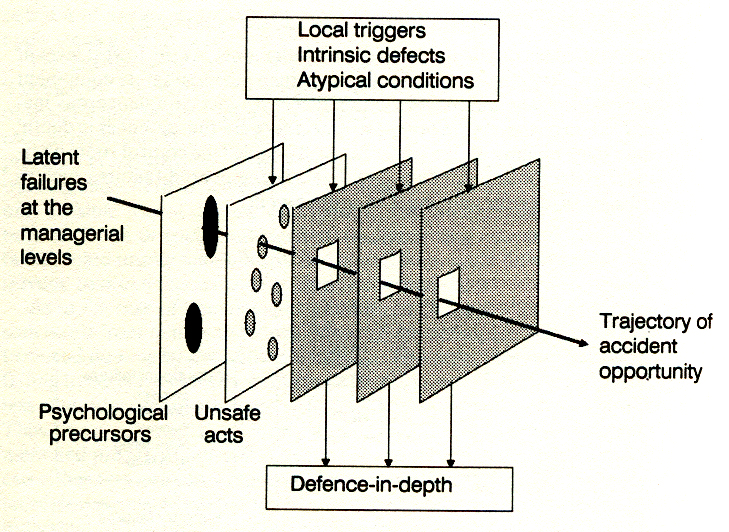 Local triggers
Intrinsic defects
Atypical conditions
Latent
failures
at the
managerial
levels
Trajectory of
accident
opportunity
Psychological
precursors
Unsafe
acts
Defence-in-depth